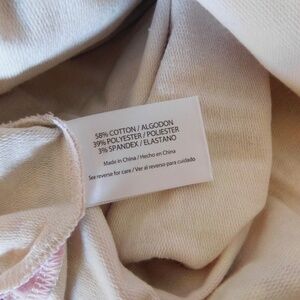 58% COTTON / ALGODON
39% POLYESTER / POLIESTER
3% SPANDEX / ELASTANO
Made in China / Hecho en China
See reverse for care / Ver al reverso para cuidado